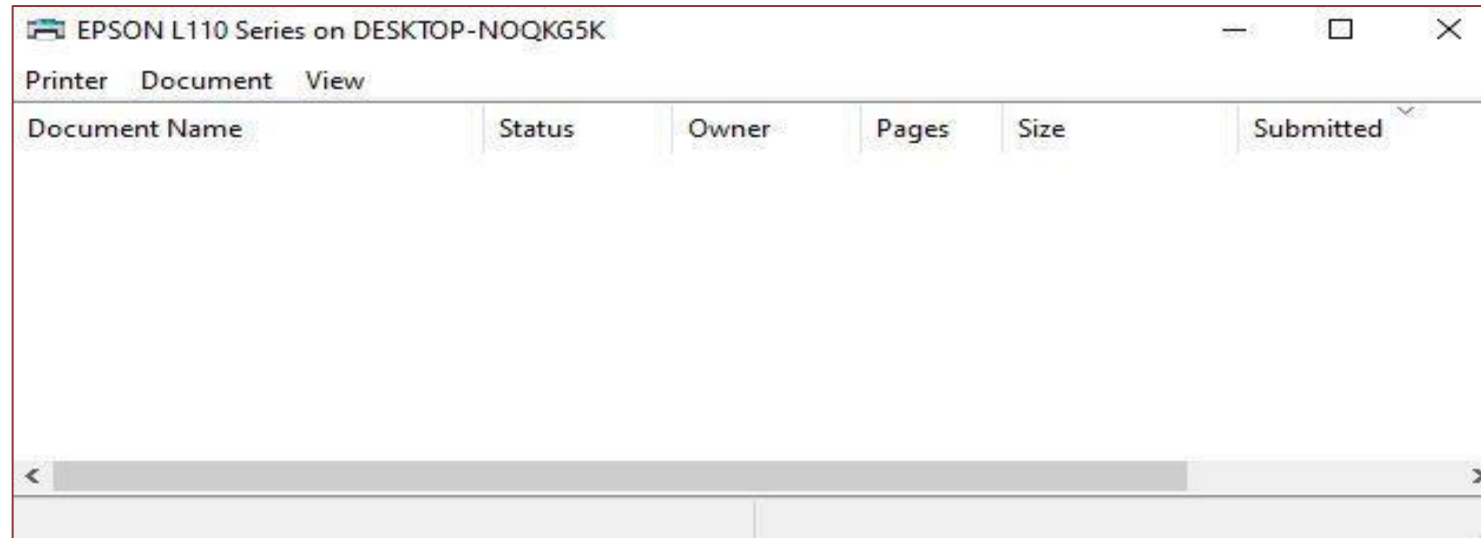 EPSON L110 Series on DESKTOP-NOQKG5K
Printer Document View
Document Name Status Owner Pages Size Submitted